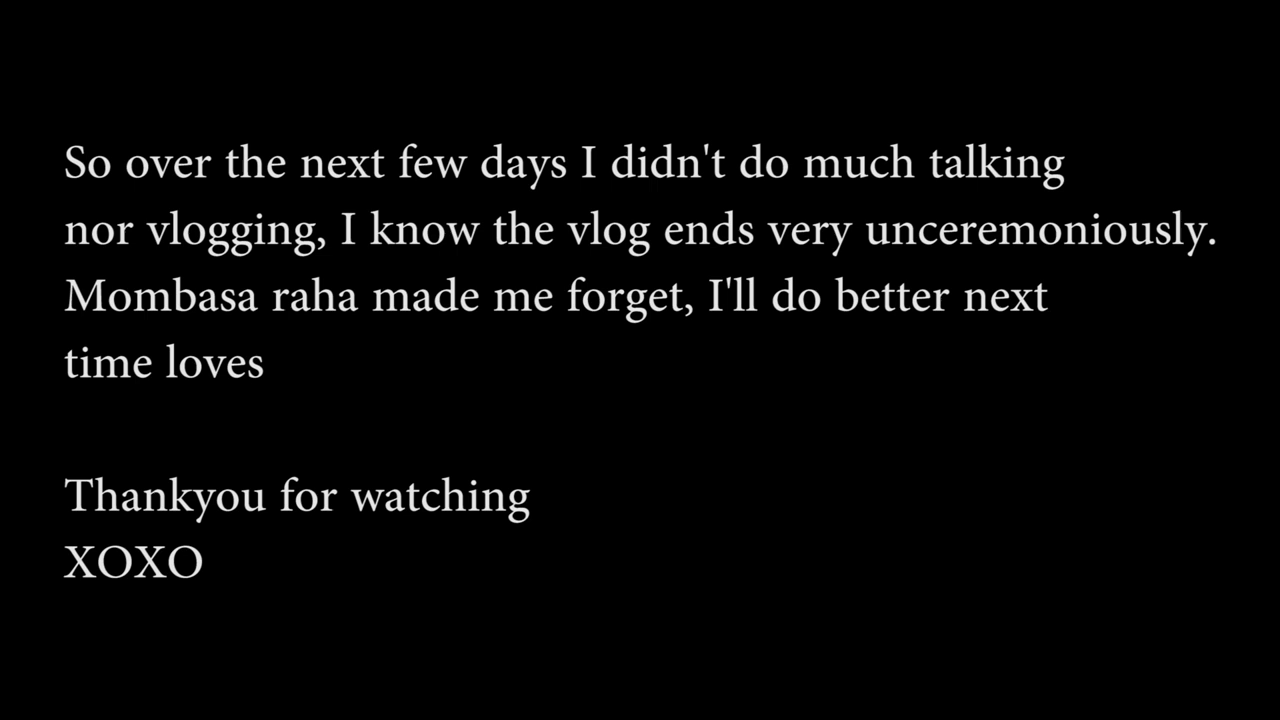 So over the next few days I didn't do much talking
nor vlogging, I know the vlog ends very unceremoniously.
Mombasa raha made me forget, I'll do better next
time loves
Thankyou for watching
XOXO